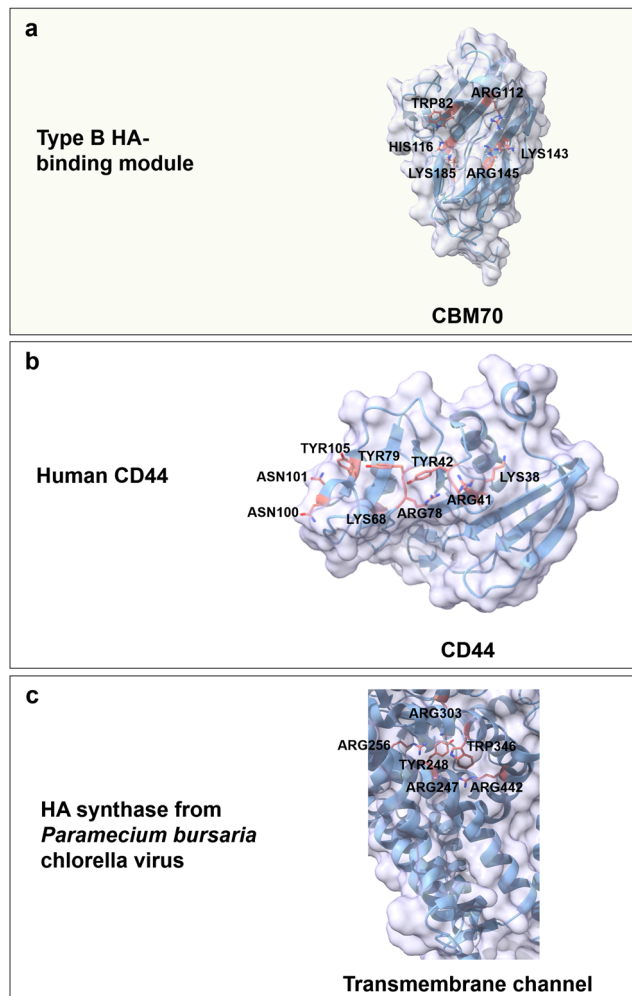 a
Type B HA-
binding module
TRP82
ARG112
HIS116
LYS143
LYS185
ARG145
CBM70
b
Human CD44
TYR105
TYR79
TYR42
ASN101
LYS38
ARG41
ASN100
LYS68
ARG78
CD44
c
HA synthase from
Paramecium bursaria
chlorella virus
ARG303
ARG256
TRP346
TYR248
ARG247
ARG442
Transmembrane channel